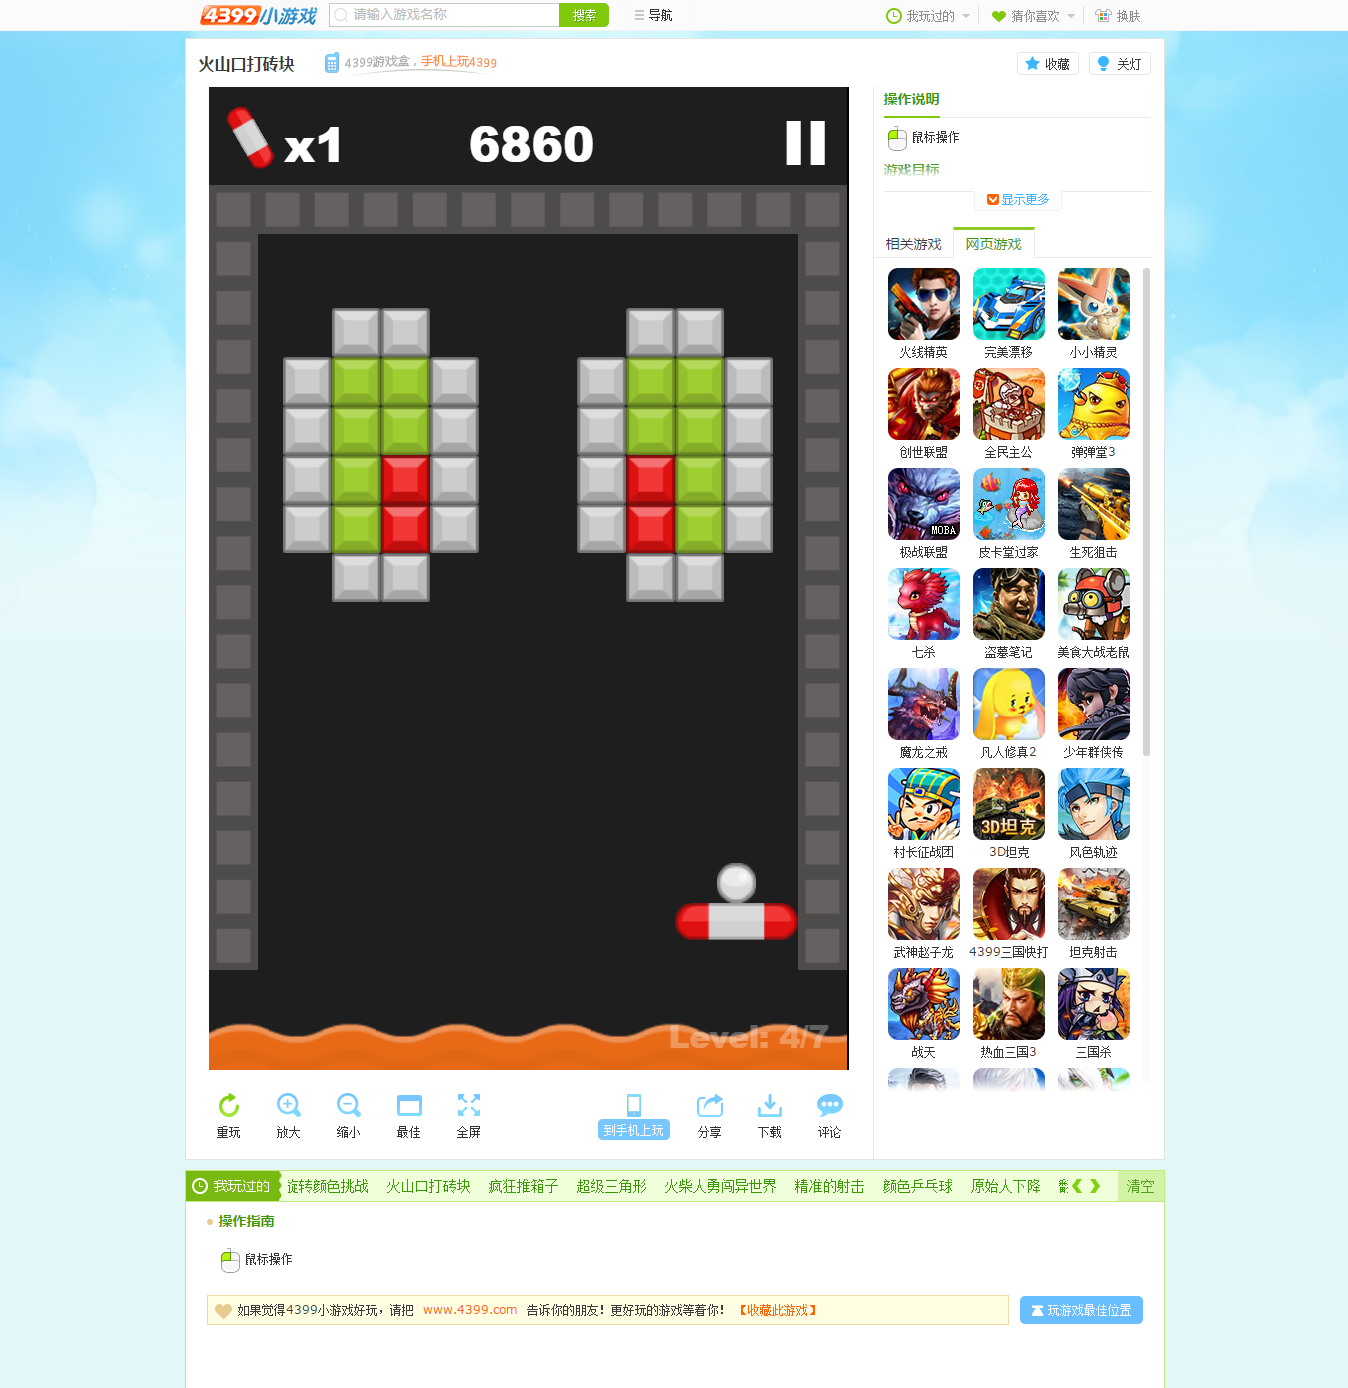 4399小游戏 请输入游戏名称 搜索 导航 我玩过的 猜你喜欢 换肤
火山口打砖块 4399游戏盒，手机上玩4399 收藏 关灯
x1 6860
Level: 4/7
重玩 放大 缩小 最佳 全屏 到手机上玩 分享 下载 评论
操作说明
鼠标操作
游戏目标
显示更多
相关游戏 网页游戏
火线精英 完美漂移 小小精灵
创世联盟 全民主公 弹弹堂3
MOBA
极战联盟 皮卡堂过家 生死狙击
七杀 盗墓笔记 美食大战老鼠
魔龙之戒 凡人修真2 少年群侠传
3D坦克
村长征战团 3D坦克 风色轨迹
武神赵子龙 4399三国快打 坦克射击
战天 热血三国3 三国杀
我玩过的 旋转颜色挑战 火山口打砖块 疯狂推箱子 超级三角形 火柴人勇闯异世界 精准的射击 颜色乒乓球 原始人下降 清空
操作指南
鼠标操作
如果觉得4399小游戏好玩，请把 www.4399.com 告诉你的朋友！更好玩的游戏等着你！ 【收藏此游戏】 玩游戏最佳位置